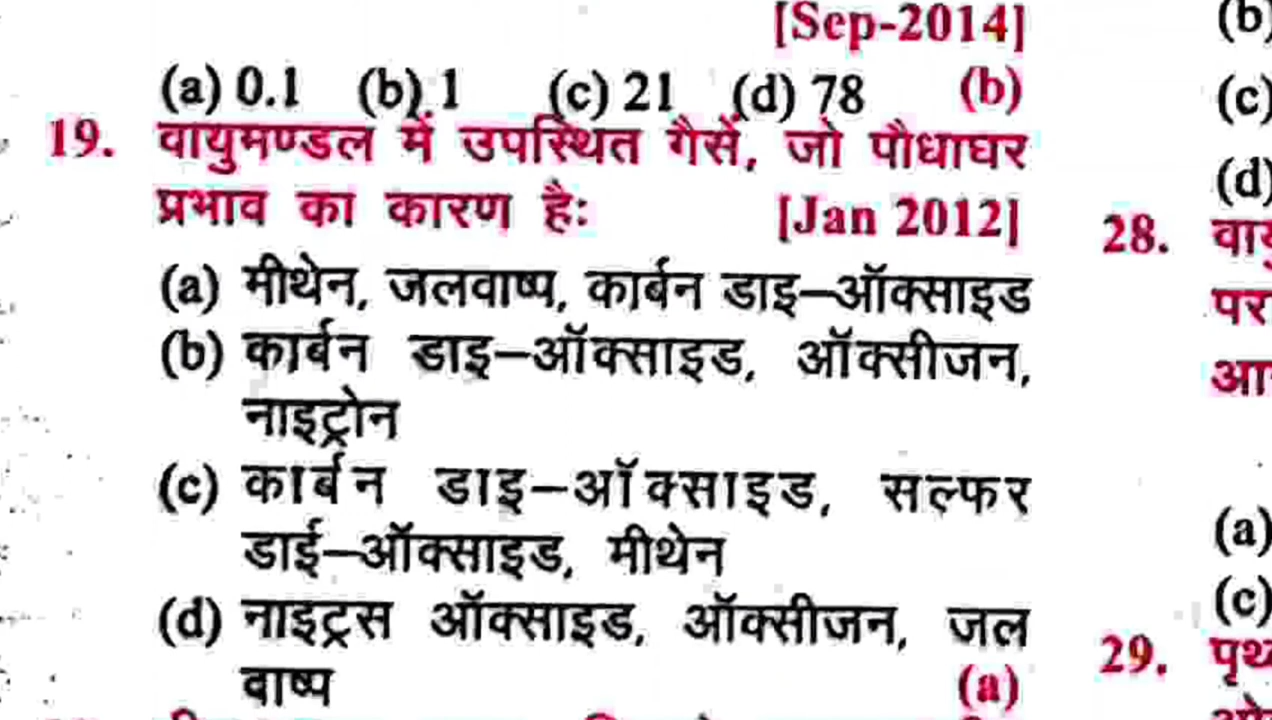 [Sep-2014]
(a) 0.1 (b) 1 (c) 21 (d) 78 (b)
19. वायुमण्डल में उपस्थित गैसें, जो पौधाघर
प्रभाव का कारण है: [Jan 2012]
(a) मीथेन, जलवाष्प, कार्बन डाइ–ऑक्साइड
(b) कार्बन डाइ–ऑक्साइड, ऑक्सीजन,
नाइट्रोन
(c) कार्बन डाइ–ऑक्साइड, सल्फर
डाई–ऑक्साइड, मीथेन
(d) नाइट्रस ऑक्साइड, ऑक्सीजन, जल
वाष्प (a)
(b)
(c)
(d)
28.
पर
(a)
(c)
29.